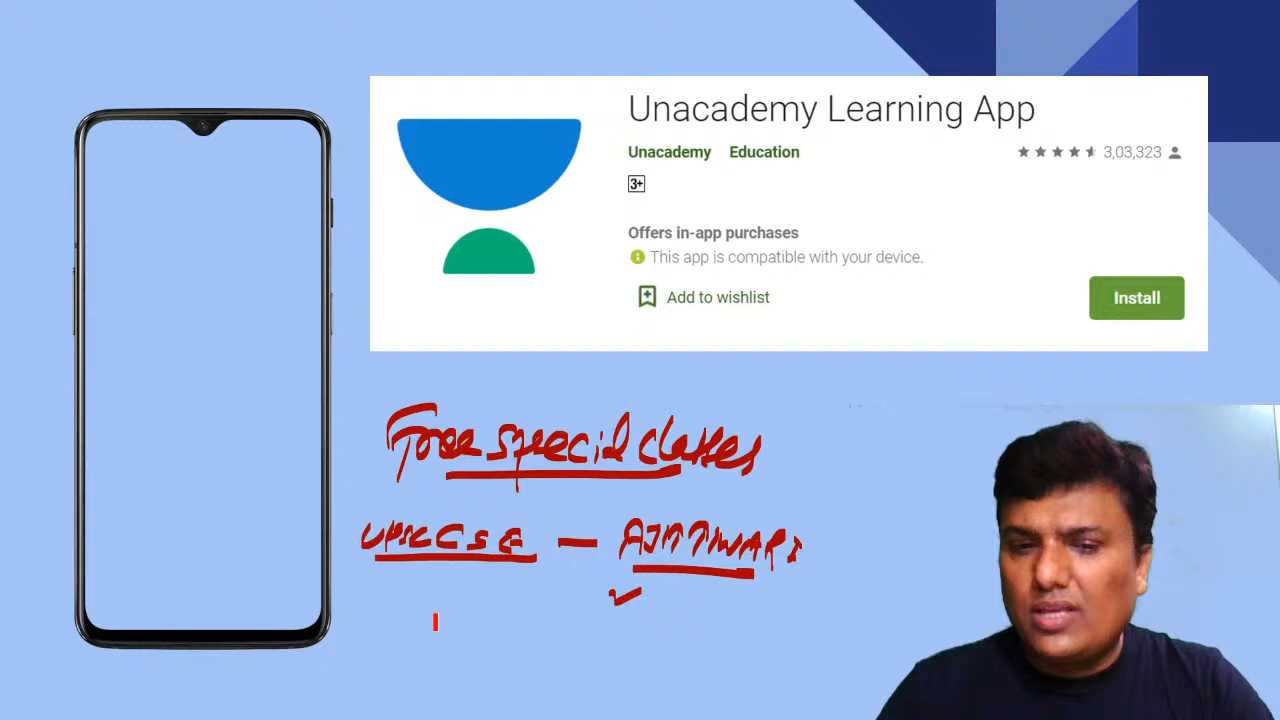 Unacademy Learning App
Unacademy Education
3,03,323
3+
Offers in-app purchases
This app is compatible with your device.
Add to wishlist
Install
Free special classes
UPSC CSE —